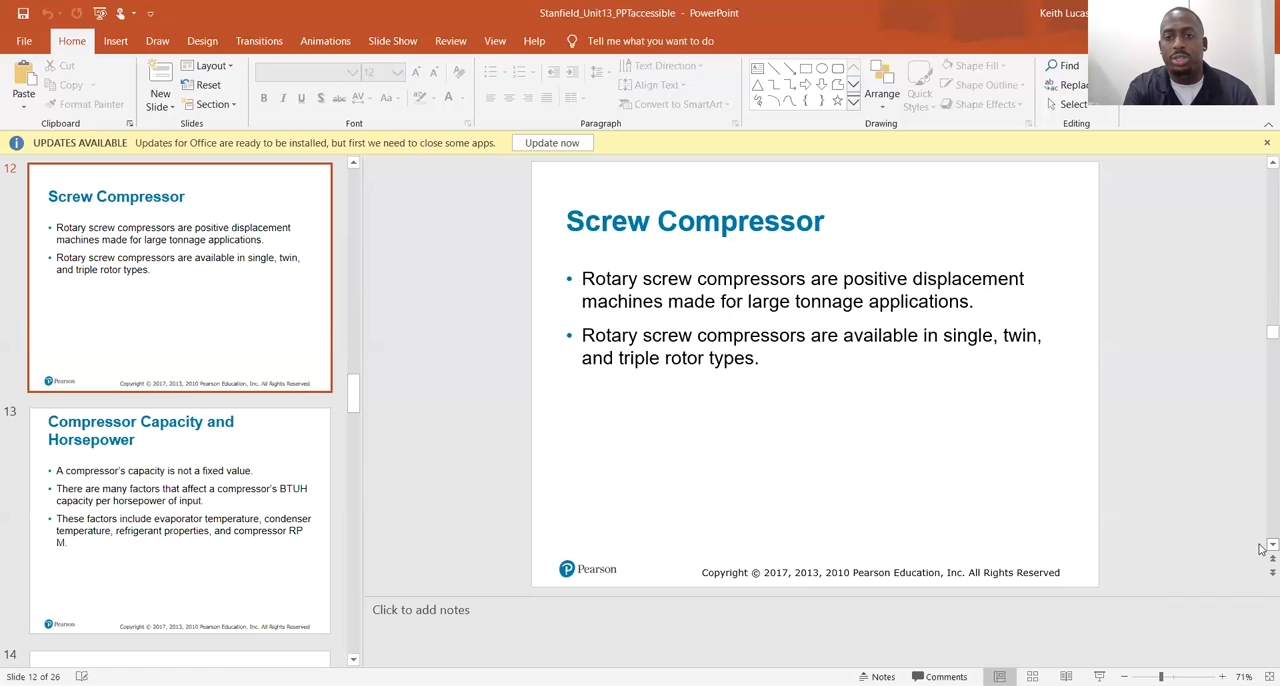 Stanfield_Unit13_PPTaccessible - PowerPoint
Keith Lucas
File Home Insert Draw Design Transitions Animations Slide Show Review View Help Tell me what you want to do
Paste
Cut
Copy
Format Painter
Clipboard
New
Slide
Layout
Reset
Section
Slides
12
B I U S abc AV Aa A
Font
Text Direction
Align Text
Convert to SmartArt
Paragraph
Arrange
Quick
Styles
Shape Fill
Shape Outline
Shape Effects
Drawing
Find
Replac
Select
Editing
UPDATES AVAILABLE Updates for Office are ready to be installed, but first we need to close some apps. Update now
12
Screw Compressor
• Rotary screw compressors are positive displacement
machines made for large tonnage applications.
• Rotary screw compressors are available in single, twin,
and triple rotor types.
Pearson
Copyright © 2017, 2013, 2010 Pearson Education, Inc. All Rights Reserved
13
Compressor Capacity and
Horsepower
• A compressor's capacity is not a fixed value.
• There are many factors that affect a compressor's BTUH
capacity per horsepower of input.
• These factors include evaporator temperature, condenser
temperature, refrigerant properties, and compressor RP
M.
Pearson
Copyright © 2017, 2013, 2010 Pearson Education, Inc. All Rights Reserved
14
Screw Compressor
• Rotary screw compressors are positive displacement
machines made for large tonnage applications.
• Rotary screw compressors are available in single, twin,
and triple rotor types.
Pearson
Copyright © 2017, 2013, 2010 Pearson Education, Inc. All Rights Reserved
Click to add notes
Slide 12 of 26
Notes
Comments
71%